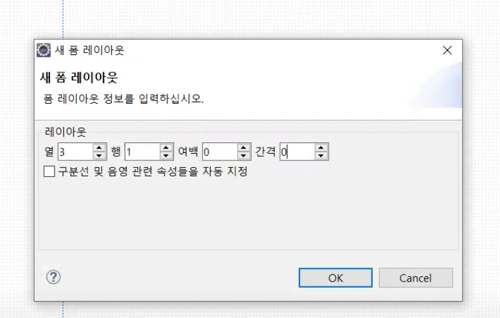 새 폼 레이아웃
새 폼 레이아웃
폼 레이아웃 정보를 입력하십시오.
레이아웃
열 3 행 1 여백 0 간격 0
구분선 및 음영 관련 속성들을 자동 지정
? OK Cancel